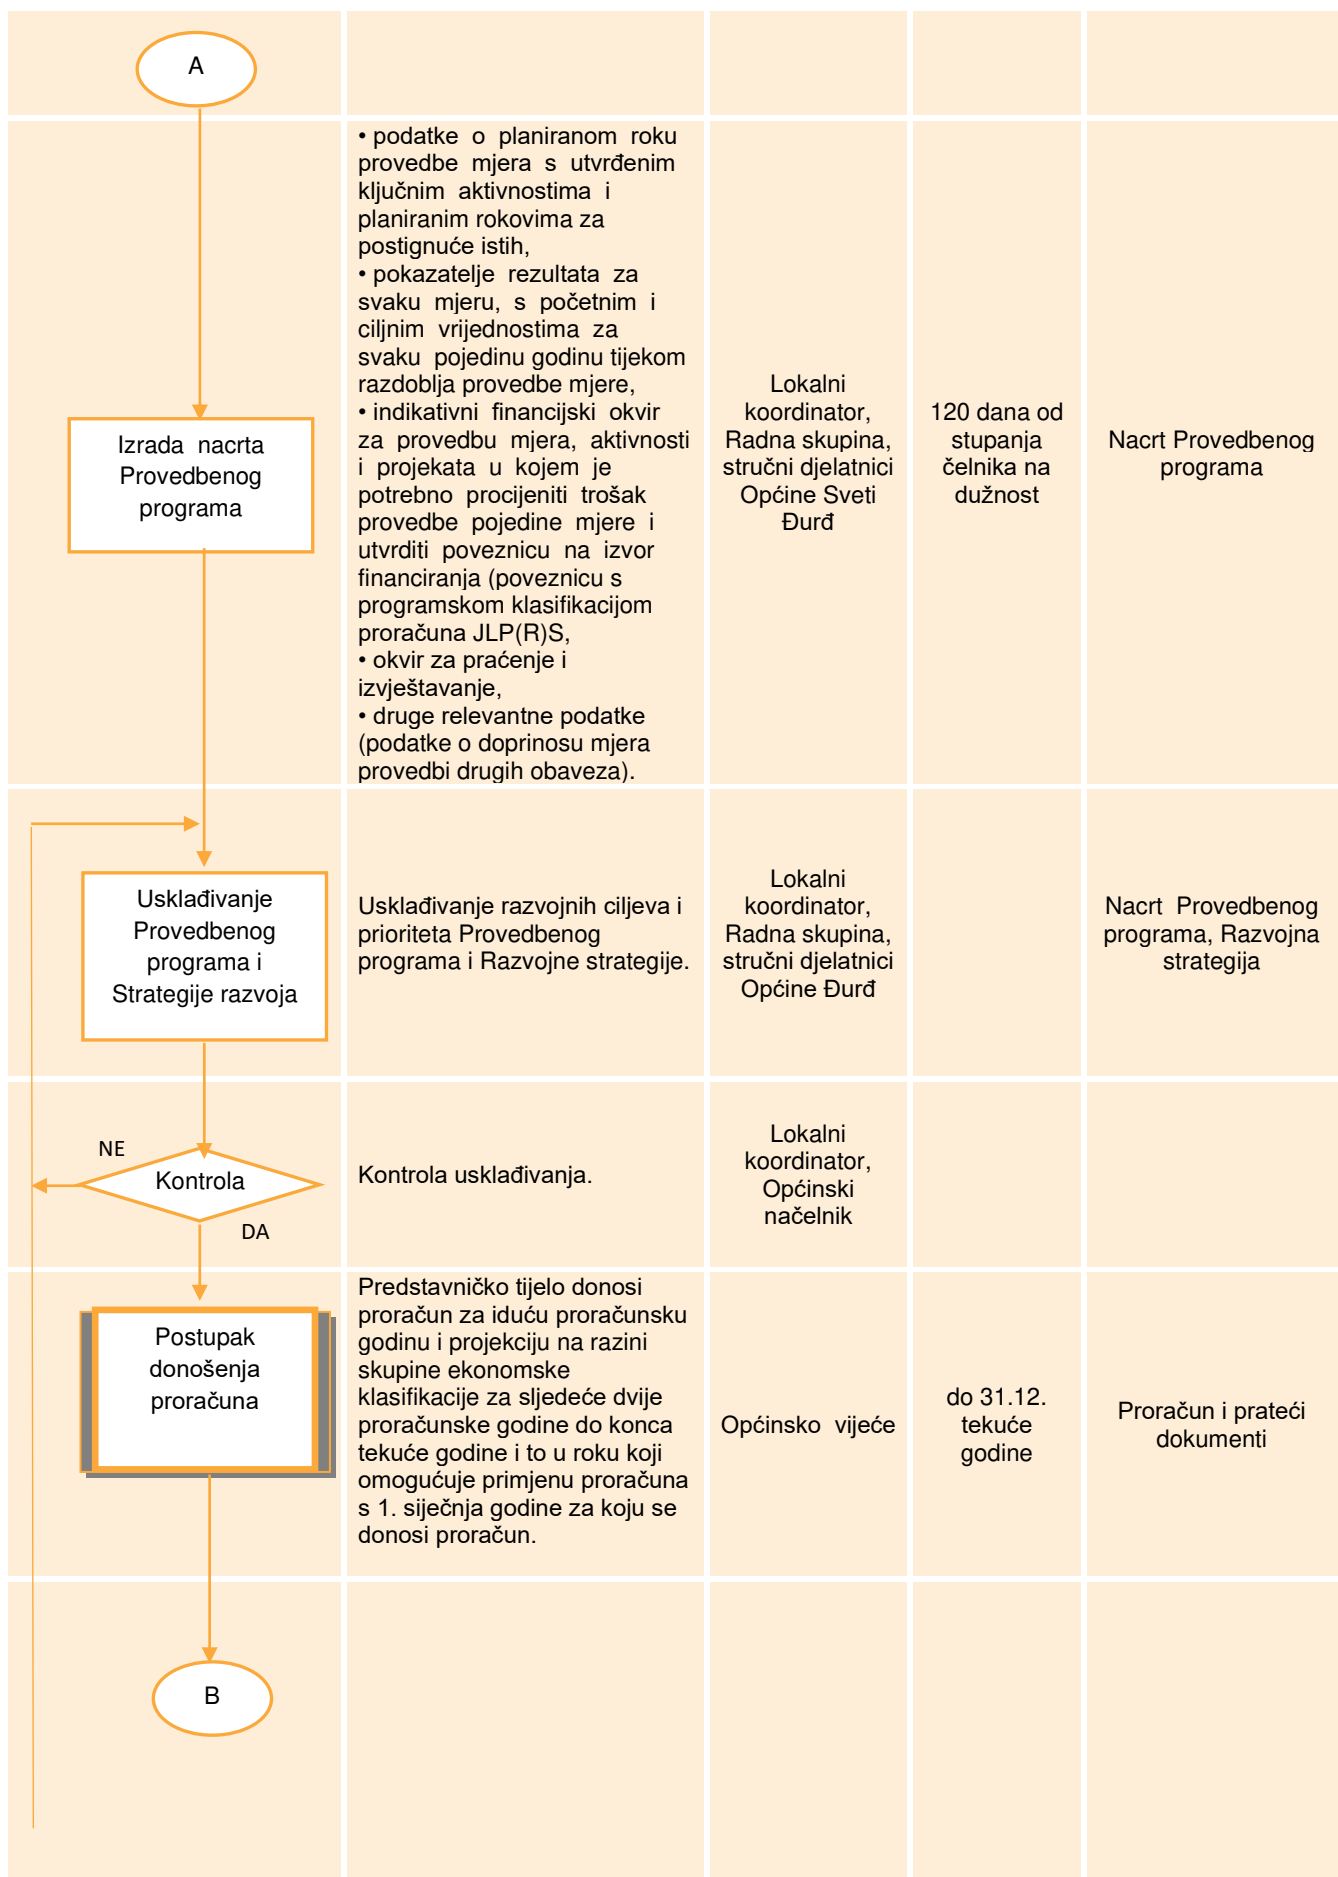 A
• podatke o planiranom roku
provedbe mjera s utvrđenim
ključnim aktivnostima i
planiranim rokovima za
postignuće istih,
• pokazatelje rezultata za
svaku mjeru, s početnim i
ciljnim vrijednostima za
svaku pojedinu godinu tijekom
razdoblja provedbe mjere,
• indikativni financijski okvir
za provedbu mjera, aktivnosti
i projekata u kojem je
potrebno procijeniti trošak
provedbe pojedine mjere i
utvrditi poveznicu na izvor
financiranja (poveznicu s
programskom klasifikacijom
proračuna JLP(R)S,
• okvir za praćenje i
izvještavanje,
• druge relevantne podatke
(podatke o doprinosu mjera
provedbi drugih obaveza).
Izrada nacrta
Provedbenog
programa
Lokalni
koordinator,
Radna skupina,
stručni djelatnici
Općine Sveti
Đurđ
120 dana od
stupanja
čelnika na
dužnost
Nacrt Provedbenog
programa
Usklađivanje
Provedbenog
programa i
Strategije razvoja
Usklađivanje razvojnih ciljeva i
prioriteta Provedbenog
programa i Razvojne strategije.
Lokalni
koordinator,
Radna skupina,
stručni djelatnici
Općine Đurđ
Nacrt Provedbenog
programa, Razvojna
strategija
NE
Kontrola
DA
Kontrola usklađivanja.
Lokalni
koordinator,
Općinski
načelnik
Postupak
donošenja
proračuna
Predstavničko tijelo donosi
proračun za iduću proračunsku
godinu i projekciju na razini
skupine ekonomske
klasifikacije za sljedeće dvije
proračunske godine do konca
tekuće godine i to u roku koji
omogućuje primjenu proračuna
s 1. siječnja godine za koju se
donosi proračun.
Općinsko vijeće
do 31.12.
tekuće
godine
Proračun i prateći
dokumenti
B